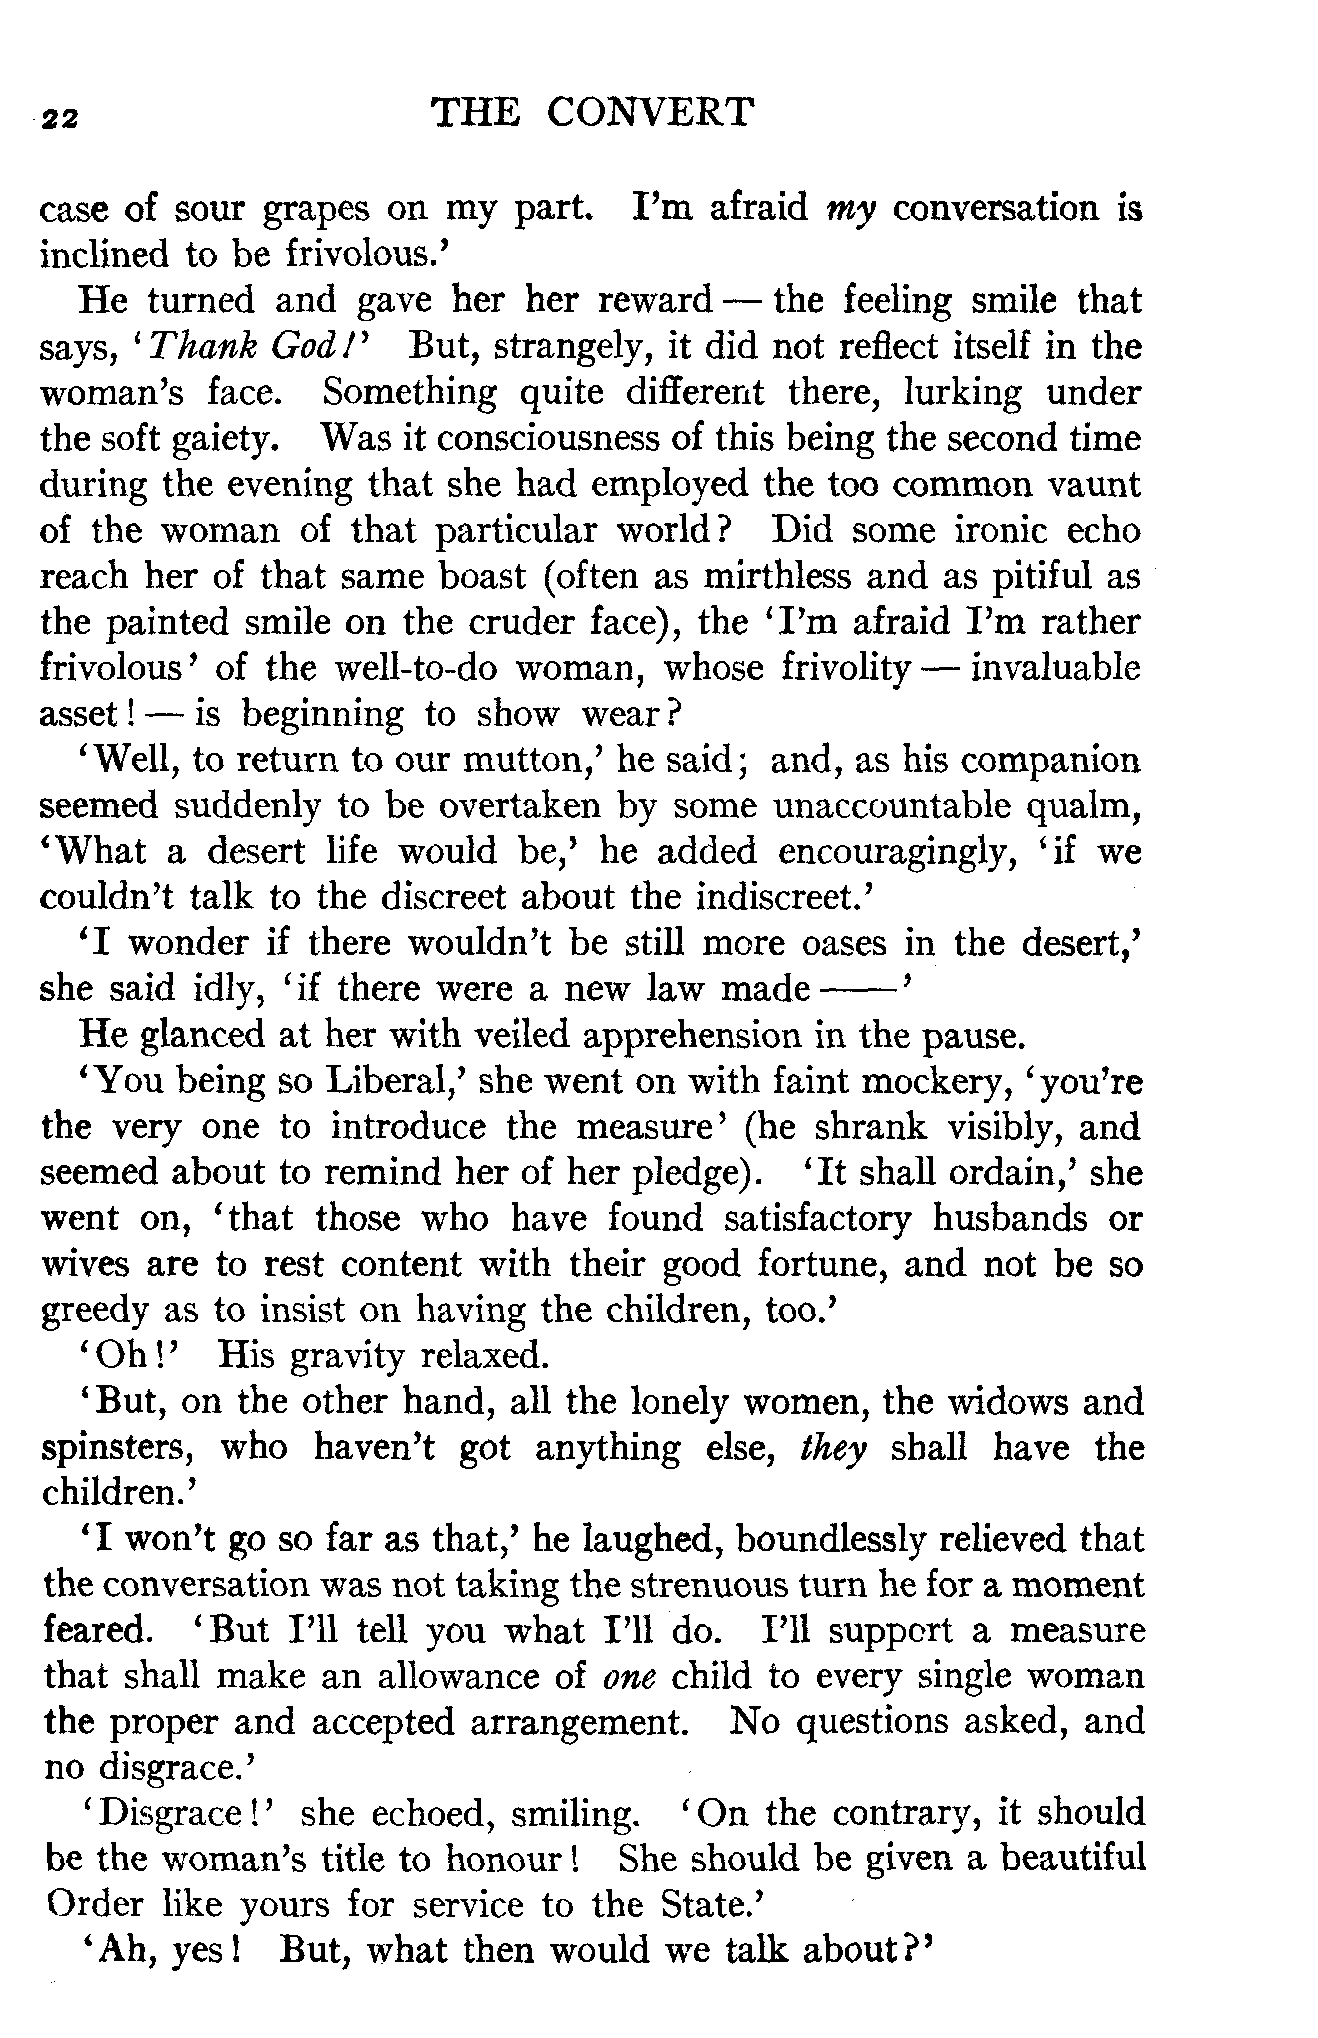 22 THE CONVERT
case of sour grapes on my part. I'm afraid my conversation is
inclined to be frivolous.'
He turned and gave her her reward — the feeling smile that
says, 'Thank God!' But, strangely, it did not reflect itself in the
woman's face. Something quite different there, lurking under
the soft gaiety. Was it consciousness of this being the second time
during the evening that she had employed the too common vaunt
of the woman of that particular world? Did some ironic echo
reach her of that same boast (often as mirthless and as pitiful as
the painted smile on the cruder face), the 'I'm afraid I'm rather
frivolous' of the well-to-do woman, whose frivolity — invaluable
asset! — is beginning to show wear?
'Well, to return to our mutton,' he said; and, as his companion
seemed suddenly to be overtaken by some unaccountable qualm,
'What a desert life would be,' he added encouragingly, 'if we
couldn't talk to the discreet about the indiscreet.'
'I wonder if there wouldn't be still more oases in the desert,'
she said idly, 'if there were a new law made ——'
He glanced at her with veiled apprehension in the pause.
'You being so Liberal,' she went on with faint mockery, 'you're
the very one to introduce the measure' (he shrank visibly, and
seemed about to remind her of her pledge). 'It shall ordain,' she
went on, 'that those who have found satisfactory husbands or
wives are to rest content with their good fortune, and not be so
greedy as to insist on having the children, too.'
'Oh!' His gravity relaxed.
'But, on the other hand, all the lonely women, the widows and
spinsters, who haven't got anything else, they shall have the
children.'
'I won't go so far as that,' he laughed, boundlessly relieved that
the conversation was not taking the strenuous turn he for a moment
feared. 'But I'll tell you what I'll do. I'll support a measure
that shall make an allowance of one child to every single woman
the proper and accepted arrangement. No questions asked, and
no disgrace.'
'Disgrace!' she echoed, smiling. 'On the contrary, it should
be the woman's title to honour! She should be given a beautiful
Order like yours for service to the State.'
'Ah, yes! But, what then would we talk about?'